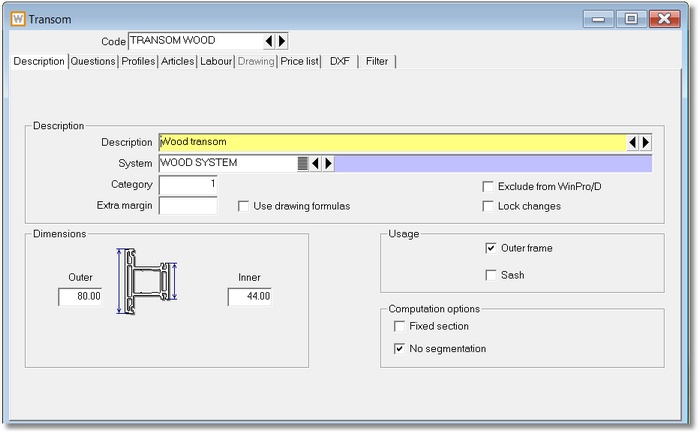 W Transom
Code TRANSOM WOOD
Description Questions Profiles Articles Labour Drawing Price list DXF Filter
Description
Description Wood transom
System WOOD SYSTEM
Category 1 Exclude from WinPro/D
Extra margin Use drawing formulas Lock changes
Dimensions Usage
Outer frame
Outer Inner
Sash
80.00 44.00
Computation options
Fixed section
No segmentation